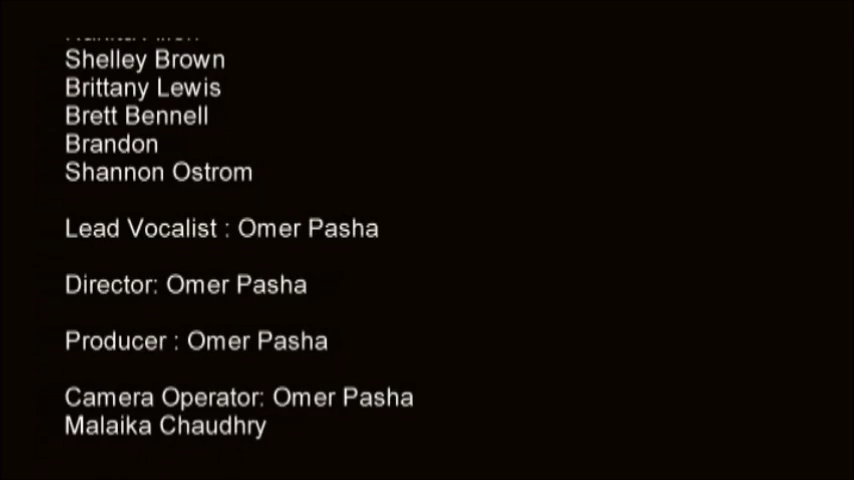 Shelley Brown
Brittany Lewis
Brett Bennell
Brandon
Shannon Ostrom
Lead Vocalist : Omer Pasha
Director: Omer Pasha
Producer : Omer Pasha
Camera Operator: Omer Pasha
Malaika Chaudhry